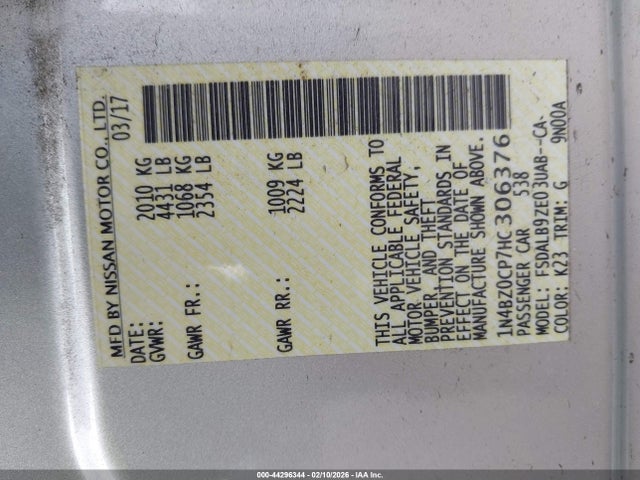 MFD BY NISSAN MOTOR CO., LTD.
DATE: 03/17
GVWR: 2010 KG
4431 LB
GAWR FR.: 1068 KG
2354 LB
GAWR RR.: 1009 KG
2224 LB
THIS VEHICLE CONFORMS TO
ALL APPLICABLE FEDERAL
MOTOR VEHICLE SAFETY,
BUMPER, AND THEFT
PREVENTION STANDARDS IN
EFFECT ON THE DATE OF
MANUFACTURE SHOWN ABOVE.
1N4BZ0CP7HC306376
PASSENGER CAR 538
MODEL: FSDALB9ZE03UAB--CA-
COLOR: K23 TRIM: G 9N00A
000-44296344 - 02/10/2026 - IAA Inc.